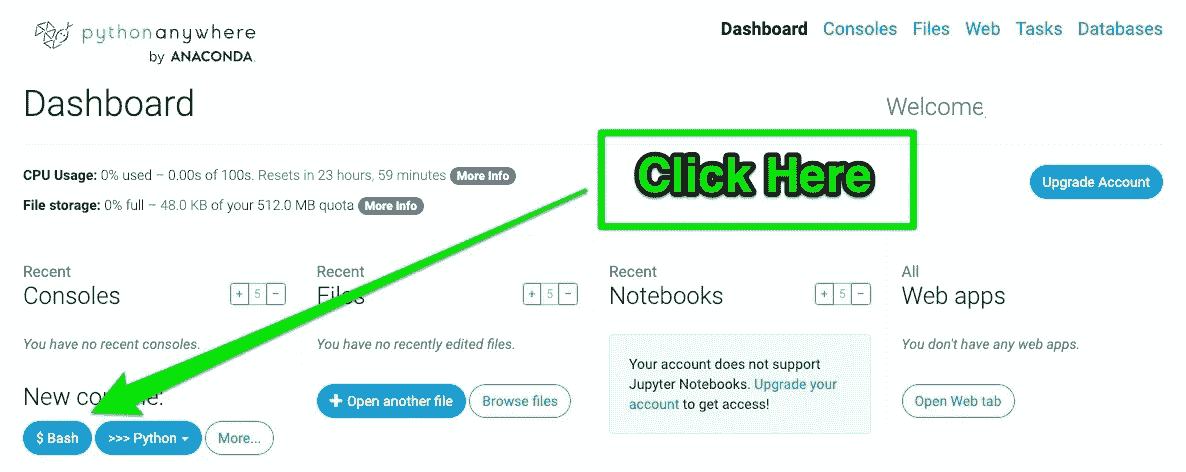 pythonanywhere
by ANACONDA.
Dashboard Consoles Files Web Tasks Databases
Dashboard
Welcome,
Click Here
CPU Usage: 0% used – 0.00s of 100s. Resets in 23 hours, 59 minutes More Info
File storage: 0% full – 48.0 KB of your 512.0 MB quota More Info
Upgrade Account
Recent
Consoles
+ 5 −
You have no recent consoles.
New console:
$ Bash >>> Python More...
Recent
Files
+ 5 −
You have no recently edited files.
Open another file Browse files
Recent
Notebooks
+ 5 −
Your account does not support
Jupyter Notebooks. Upgrade your
account to get access!
All
Web apps
You don't have any web apps.
Open Web tab